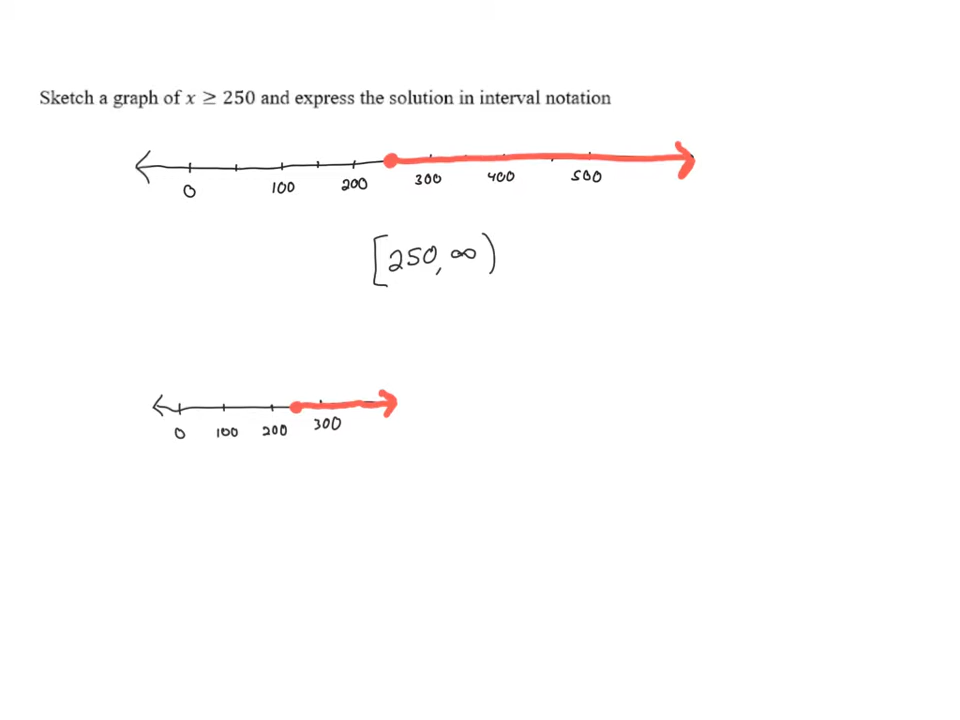 Sketch a graph of x ≥ 250 and express the solution in interval notation
0 100 200 300 400 500
[250, ∞)
0 100 200 300